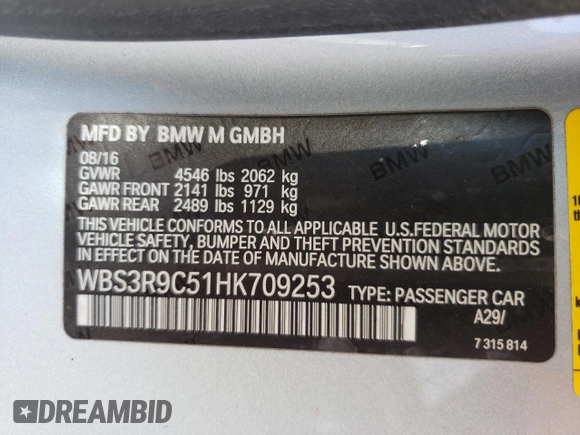 MFD BY BMW M GMBH
08/16
GVWR 4546 lbs 2062 kg
GAWR FRONT 2141 lbs 971 kg
GAWR REAR 2489 lbs 1129 kg
THIS VEHICLE CONFORMS TO ALL APPLICABLE U.S.FEDERAL MOTOR
VEHICLE SAFETY, BUMPER AND THEFT PREVENTION STANDARDS
IN EFFECT ON THE DATE OF MANUFACTURE SHOWN ABOVE.
WBS3R9C51HK709253 TYPE: PASSENGER CAR
A29/
7 315 814
DREAMBID